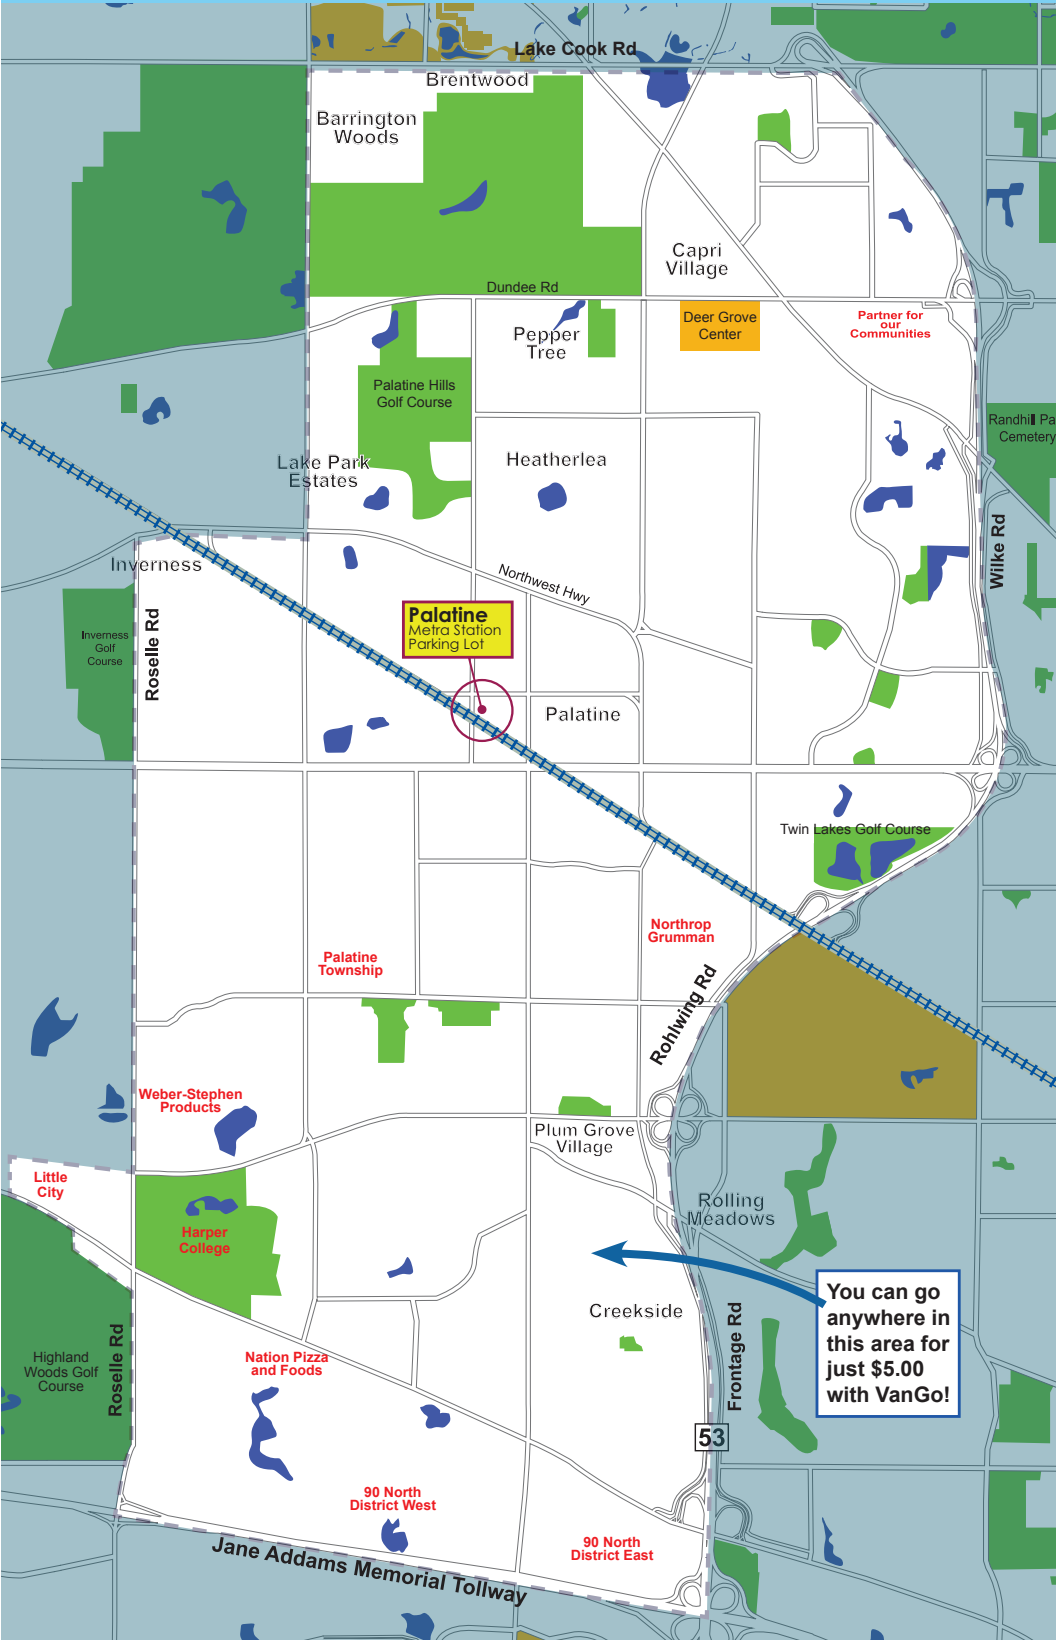 Lake Cook Rd
Brentwood
Barrington
Woods
Capri
Village
Dundee Rd
Deer Grove
Center
Partner for
our
Communities
Pepper
Tree
Palatine Hills
Golf Course
Randhill Pa
Cemetery
Lake Park
Estates
Heatherlea
Wilke Rd
Inverness
Northwest Hwy
Palatine
Metra Station
Parking Lot
Inverness
Golf
Course
Roselle Rd
Palatine
Twin Lakes Golf Course
Northrop
Grumman
Palatine
Township
Rohlwing Rd
Weber-Stephen
Products
Plum Grove
Village
Little
City
Rolling
Meadows
Harper
College
You can go
anywhere in
this area for
just $5.00
with VanGo!
Creekside
Frontage Rd
Highland
Woods Golf
Course
Roselle Rd
Nation Pizza
and Foods
53
90 North
District West
90 North
District East
Jane Addams Memorial Tollway